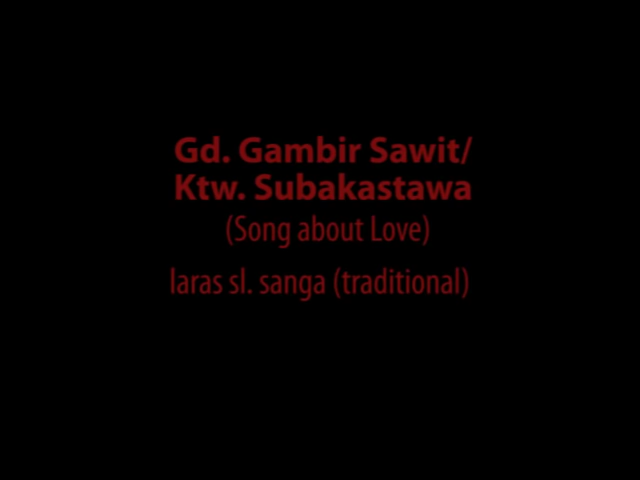 Gd. Gambir Sawit/
Ktw. Subakastawa
(Song about Love)
laras sl. sanga (traditional)